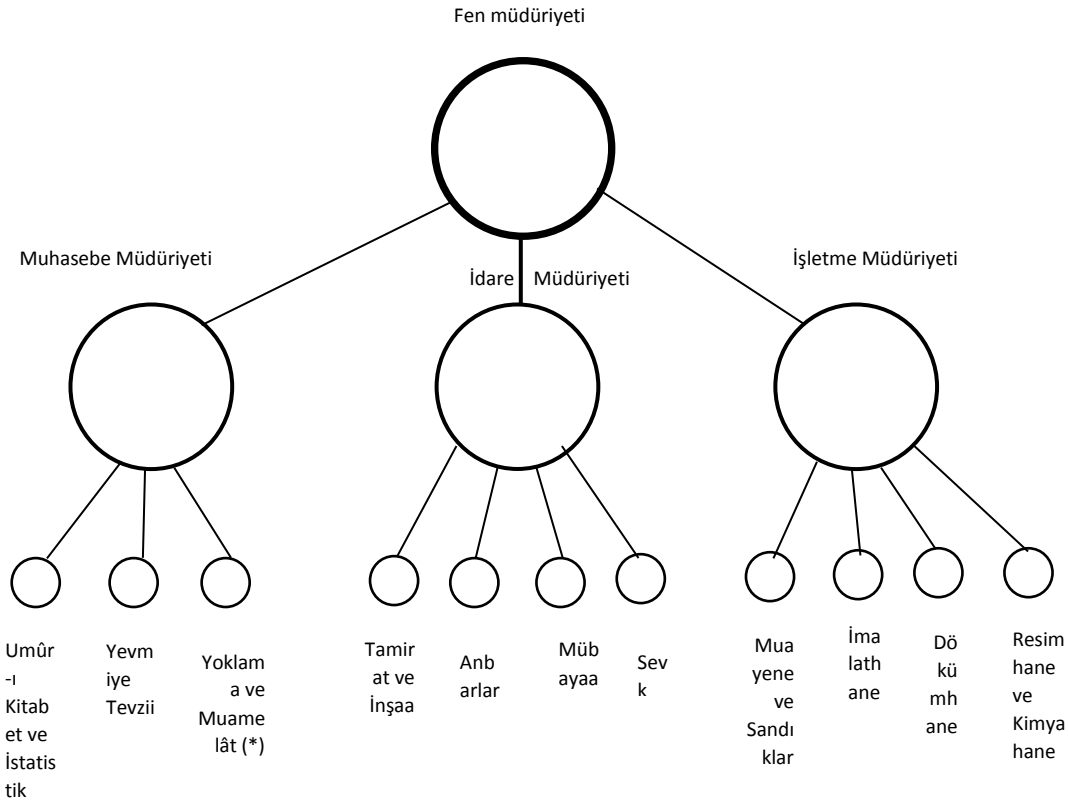 Fen müdüriyeti
Muhasebe Müdüriyeti
İdare Müdüriyeti
İşletme Müdüriyeti
Umûr
-ı
Kitab
et ve
İstatis
tik
Yevm
iye
Tevzii
Yoklam
a ve
Muame
lât (*)
Tamir
at ve
İnşaa
Anb
arlar
Müb
ayaa
Sev
k
Mua
yene
ve
Sandı
klar
İma
lath
ane
Dö
kü
mh
ane
Resim
hane
ve
Kimya
hane